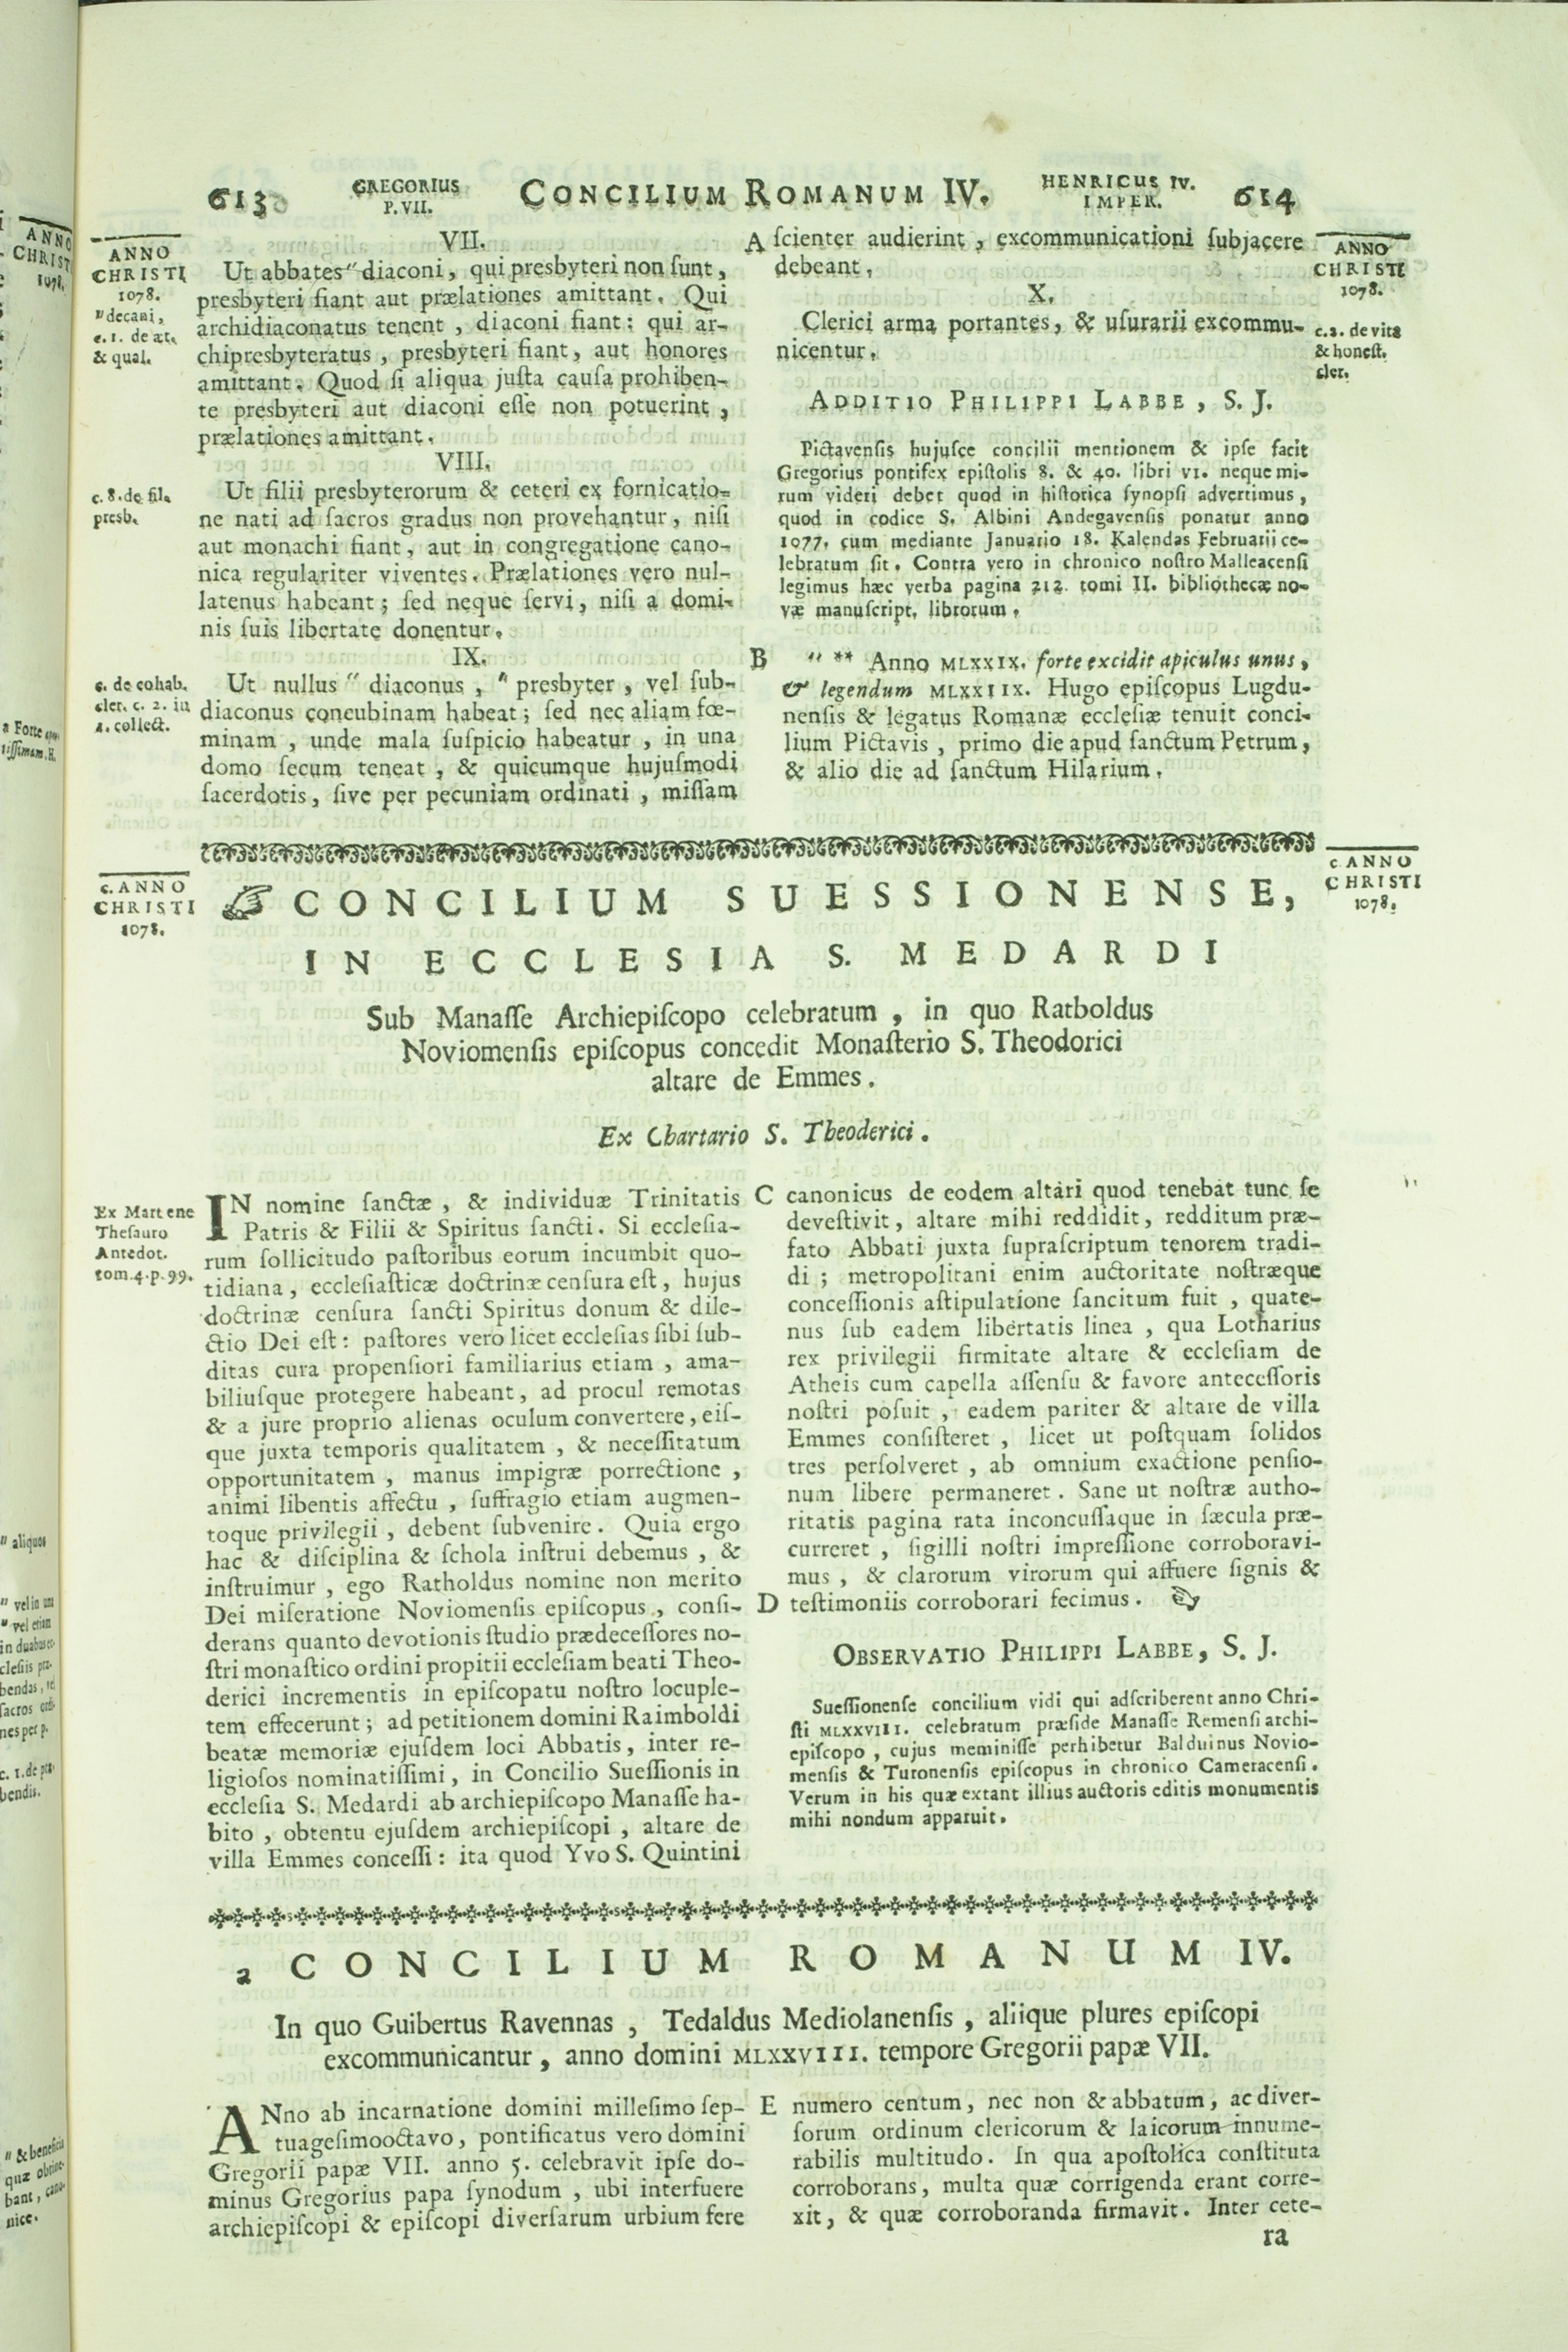 613
GREGORIUS
P. VII.
CONCILIUM ROMANUM IV.
HENRICUS IV.
IMPER.
614
ANNO
CHRISTI
1078.
" decani,
c. 1. de æt.
& qual.
VII.
Ut abbates " diaconi, qui presbyteri non ſunt,
presbyteri fiant aut prælationes amittant. Qui
archidiaconatus tenent, diaconi fiant: qui ar-
chipresbyteratus, presbyteri fiant, aut honores
amittant. Quod ſi aliqua juſta cauſa prohiben-
te presbyteri aut diaconi eſſe non potuerint,
prælationes amittant.
VIII.
c. 8. de fil.
presb.
Ut filii presbyterorum & ceteri ex fornicatio-
ne nati ad ſacros gradus non provehantur, niſi
aut monachi fiant, aut in congregatione cano-
nica regulariter viventes. Prælationes vero nul-
latenus habeant; ſed neque ſervi, niſi a domi-
nis ſuis libertate donentur.
IX.
c. de cohab.
cler. c. 2. in
1. collect.
Ut nullus " diaconus, " presbyter, vel ſub-
diaconus concubinam habeat; ſed nec aliam fœ-
minam, unde mala ſuſpicio habeatur, in una
domo ſecum teneat, & quicumque hujuſmodi
ſacerdotis, ſive per pecuniam ordinati, miſſam
A ſcienter audierint, excommunicationi ſubjacere
debeant.
ANNO
CHRISTI
1078.
X.
Clerici arma portantes, & uſurarii excommu-
nicentur.
c. 2. de vita
& honeſt.
cler.
ADDITIO PHILIPPI LABBE, S. J.
Pictavenſis hujuſce concilii mentionem & ipſe facit
Gregorius pontifex epiſtolis 8. & 40. libri VI. neque mi-
rum videri debet quod in hiſtorica ſynopſi advertimus,
quod in codice S. Albini Andegavenſis ponatur anno
1077. cum mediante Januario 18. Kalendas Februarii ce-
lebratum ſit. Contra vero in chronico noſtro Malleacenſi
legimus hæc verba pagina 212. tomi II. bibliothecæ no-
væ manuſcript. librorum.
B " ** Anno MLXXIX. forte excidit apiculus unus,
& legendum MLXXIIX. Hugo epiſcopus Lugdu-
nenſis & legatus Romanæ eccleſiæ tenuit conci-
lium Pictavis, primo die apud ſanctum Petrum,
& alio die ad ſanctum Hilarium.
c. ANNO
CHRISTI
1078.
☞ CONCILIUM SUESSIONENSE,
IN ECCLESIA S. MEDARDI
c. ANNO
CHRISTI
1078.
Sub Manaſſe Archiepiſcopo celebratum, in quo Ratboldus
Noviomenſis epiſcopus concedit Monaſterio S. Theodorici
altare de Emmes.
Ex Chartario S. Theoderici.
Ex Martene
Theſauro
Antedot.
tom. 4. p. 99.
IN nomine ſanctæ, & individuæ Trinitatis
Patris & Filii & Spiritus ſancti. Si eccleſia-
rum ſollicitudo paſtoribus eorum incumbit quo-
tidiana, eccleſiaſticæ doctrinæ cenſura eſt, hujus
doctrinæ cenſura ſancti Spiritus donum & dile-
ctio Dei eſt: paſtores vero licet eccleſias ſibi ſub-
ditas cura propenſiori familiarius etiam, ama-
biliuſque protegere habeant, ad procul remotas
& a jure proprio alienas oculum convertere, eiſ-
que juxta temporis qualitatem, & neceſſitatum
opportunitatem, manus impigræ porrectione,
animi libentis affectu, ſuffragio etiam augmen-
toque privilegii, debent ſubvenire. Quia ergo
hac & diſciplina & ſchola inſtrui debemus, &
inſtruimur, ego Ratholdus nomine non merito
Dei miſeratione Noviomenſis epiſcopus, conſi-
derans quanto devotionis ſtudio prædeceſſores no-
ſtri monaſtico ordini propitii eccleſiam beati Theo-
derici incrementis in epiſcopatu noſtro locuple-
tem effecerunt; ad petitionem domini Raimboldi
beatæ memoriæ ejuſdem loci Abbatis, inter re-
ligioſos nominatiſſimi, in Concilio Sueſſionis in
eccleſia S. Medardi ab archiepiſcopo Manaſſe ha-
bito, obtentu ejuſdem archiepiſcopi, altare de
villa Emmes conceſſi: ita quod Yvo S. Quintini
C canonicus de eodem altari quod tenebat tunc ſe
deveſtivit, altare mihi reddidit, redditum præ-
fato Abbati juxta ſupraſcriptum tenorem tradi-
di; metropolitani enim auctoritate noſtræque
conceſſionis aſtipulatione ſancitum fuit, quate-
nus ſub eadem libertatis linea, qua Lotharius
rex privilegii firmitate altare & eccleſiam de
Atheis cum capella aſſenſu & favore anteceſſoris
noſtri poſuit, eadem pariter & altare de villa
Emmes conſiſteret, licet ut poſtquam ſolidos
tres perſolveret, ab omnium exactione penſio-
num libere permaneret. Sane ut noſtræ autho-
ritatis pagina rata inconcuſſaque in ſæcula præ-
curreret, ſigilli noſtri impreſſione corroboravi-
mus, & clarorum virorum qui affuere ſignis &
D teſtimoniis corroborari fecimus. ☜
OBSERVATIO PHILIPPI LABBE, S. J.
Sueſſionenſe concilium vidi qui adſcriberent anno Chri-
ſti MLXXVIII. celebratum præſide Manaſſe Remenſi archi-
epiſcopo, cujus meminiſſe perhibetur Balduinus Novio-
menſis & Turonenſis epiſcopus in chronico Cameracenſi.
Verum in his quæ extant illius auctoris editis monumentis
mihi nondum apparuit.
a CONCILIUM ROMANUM IV.
In quo Guibertus Ravennas, Tedaldus Mediolanenſis, aliique plures epiſcopi
excommunicantur, anno domini MLXXVIII. tempore Gregorii papæ VII.
ANno ab incarnatione domini milleſimo ſep-
tuageſimooctavo, pontificatus vero domini
Gregorii papæ VII. anno 5. celebravit ipſe do-
minus Gregorius papa ſynodum, ubi interfuere
archiepiſcopi & epiſcopi diverſarum urbium fere
E numero centum, nec non & abbatum, ac diver-
ſorum ordinum clericorum & laicorum innume-
rabilis multitudo. In qua apoſtolica conſtituta
corroborans, multa quæ corrigenda erant corre-
xit, & quæ corroboranda firmavit. Inter cete-
ra